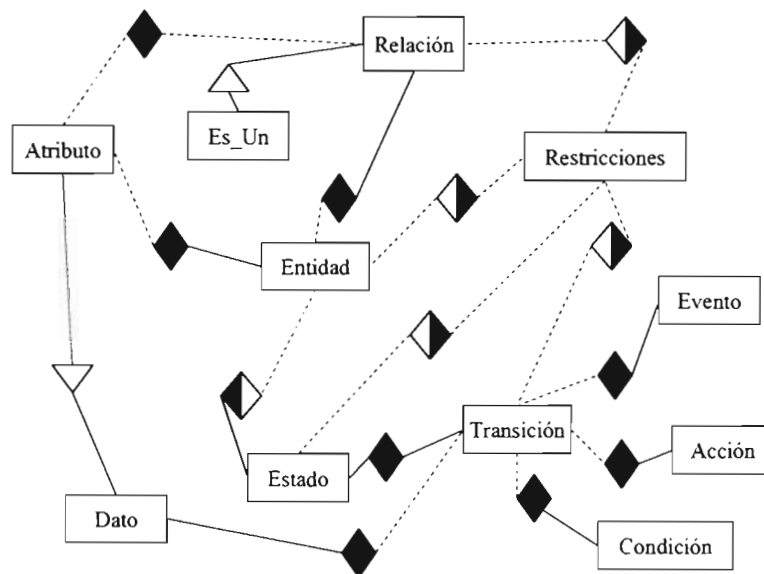 Relación
Es_Un
Atributo
Restricciones
Entidad
Evento
Transición
Acción
Estado
Dato
Condición